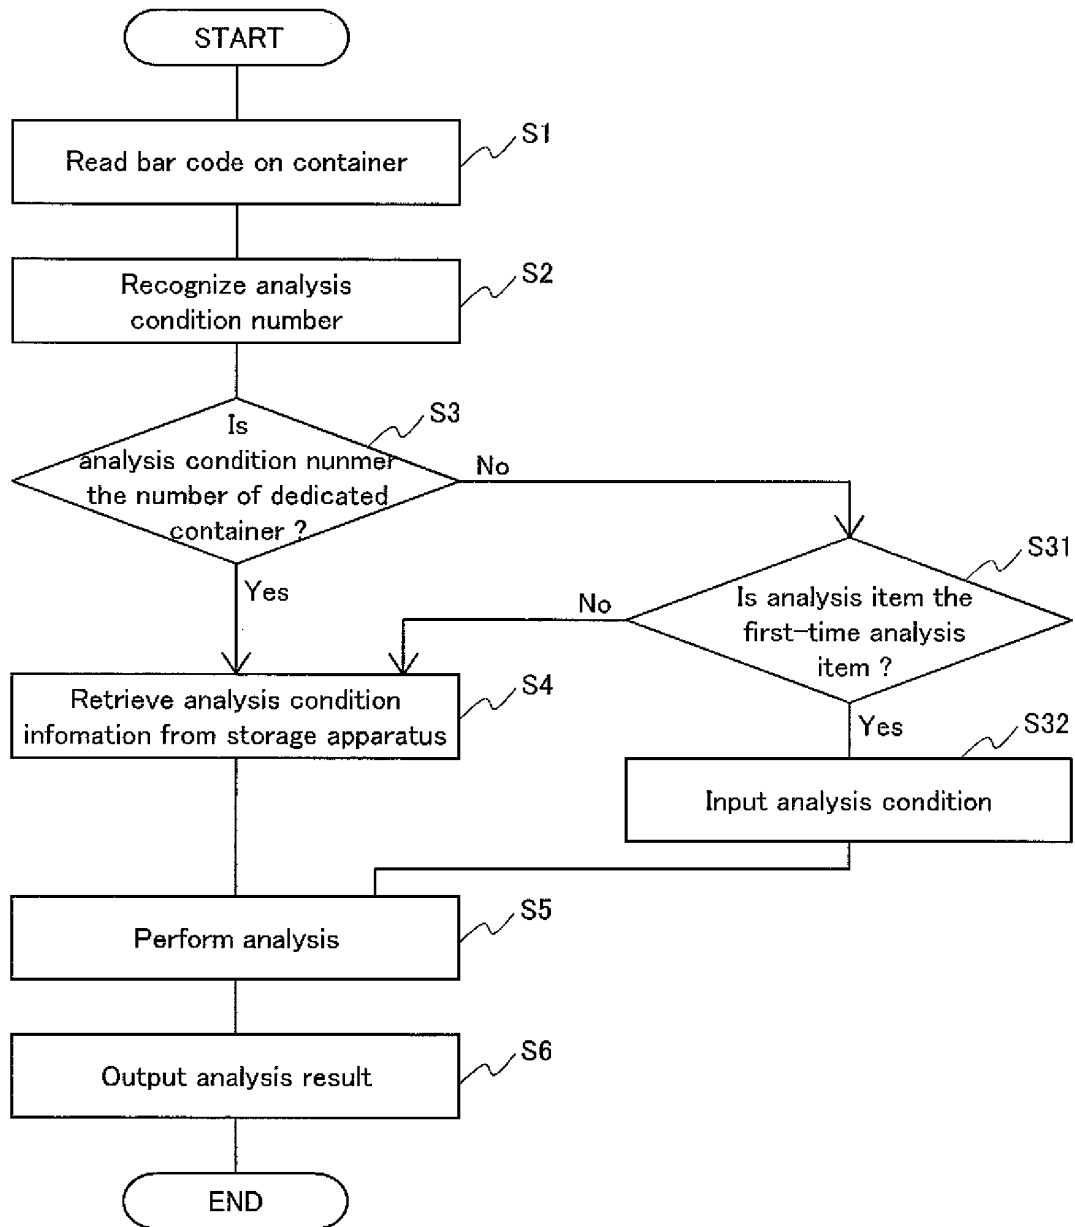 START
Read bar code on container
S1
Recognize analysis
condition number
S2
Is
analysis condition nunmer
the number of dedicated
container ?
S3
No
Yes
Is analysis item the
first-time analysis
item ?
S31
No
Yes
Retrieve analysis condition
infomation from storage apparatus
S4
Input analysis condition
S32
Perform analysis
S5
Output analysis result
S6
END